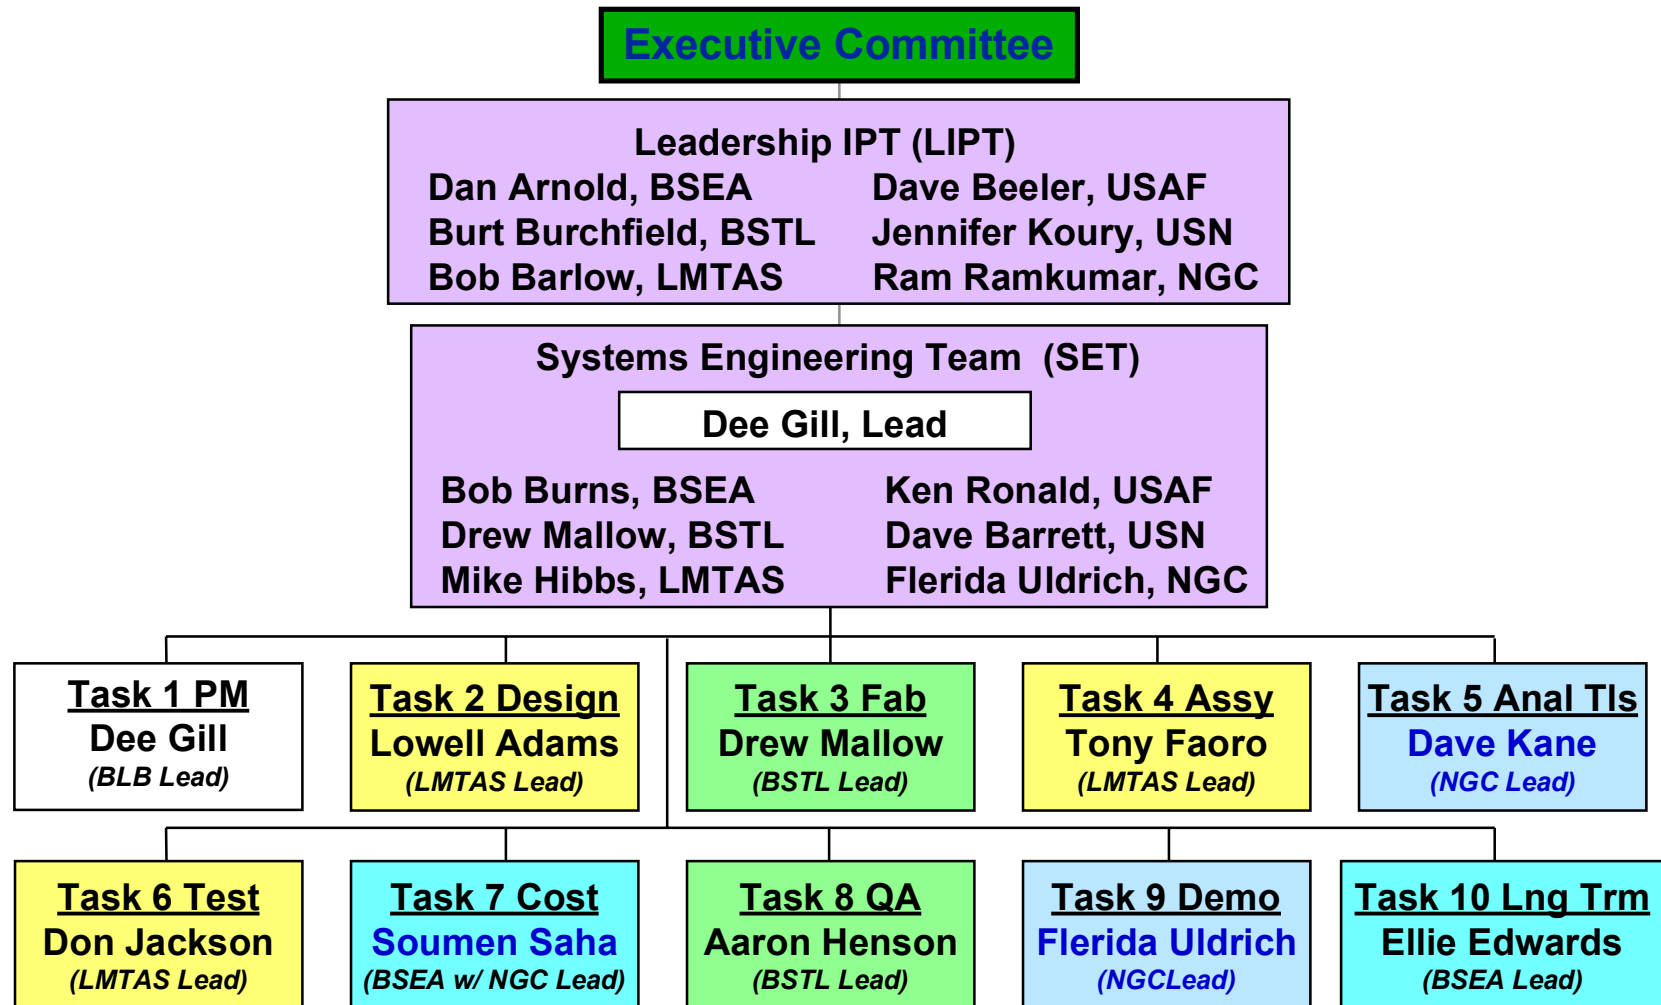 Executive Committee
Leadership IPT (LIPT)
Dan Arnold, BSEA Dave Beeler, USAF
Burt Burchfield, BSTL Jennifer Koury, USN
Bob Barlow, LMTAS Ram Ramkumar, NGC
Systems Engineering Team (SET)
Dee Gill, Lead
Bob Burns, BSEA Ken Ronald, USAF
Drew Mallow, BSTL Dave Barrett, USN
Mike Hibbs, LMTAS Flerida Uldrich, NGC
Task 1 PM
Dee Gill
(BLB Lead)
Task 2 Design
Lowell Adams
(LMTAS Lead)
Task 3 Fab
Drew Mallow
(BSTL Lead)
Task 4 Assy
Tony Faoro
(LMTAS Lead)
Task 5 Anal Tls
Dave Kane
(NGC Lead)
Task 6 Test
Don Jackson
(LMTAS Lead)
Task 7 Cost
Soumen Saha
(BSEA w/ NGC Lead)
Task 8 QA
Aaron Henson
(BSTL Lead)
Task 9 Demo
Flerida Uldrich
(NGCLead)
Task 10 Lng Trm
Ellie Edwards
(BSEA Lead)